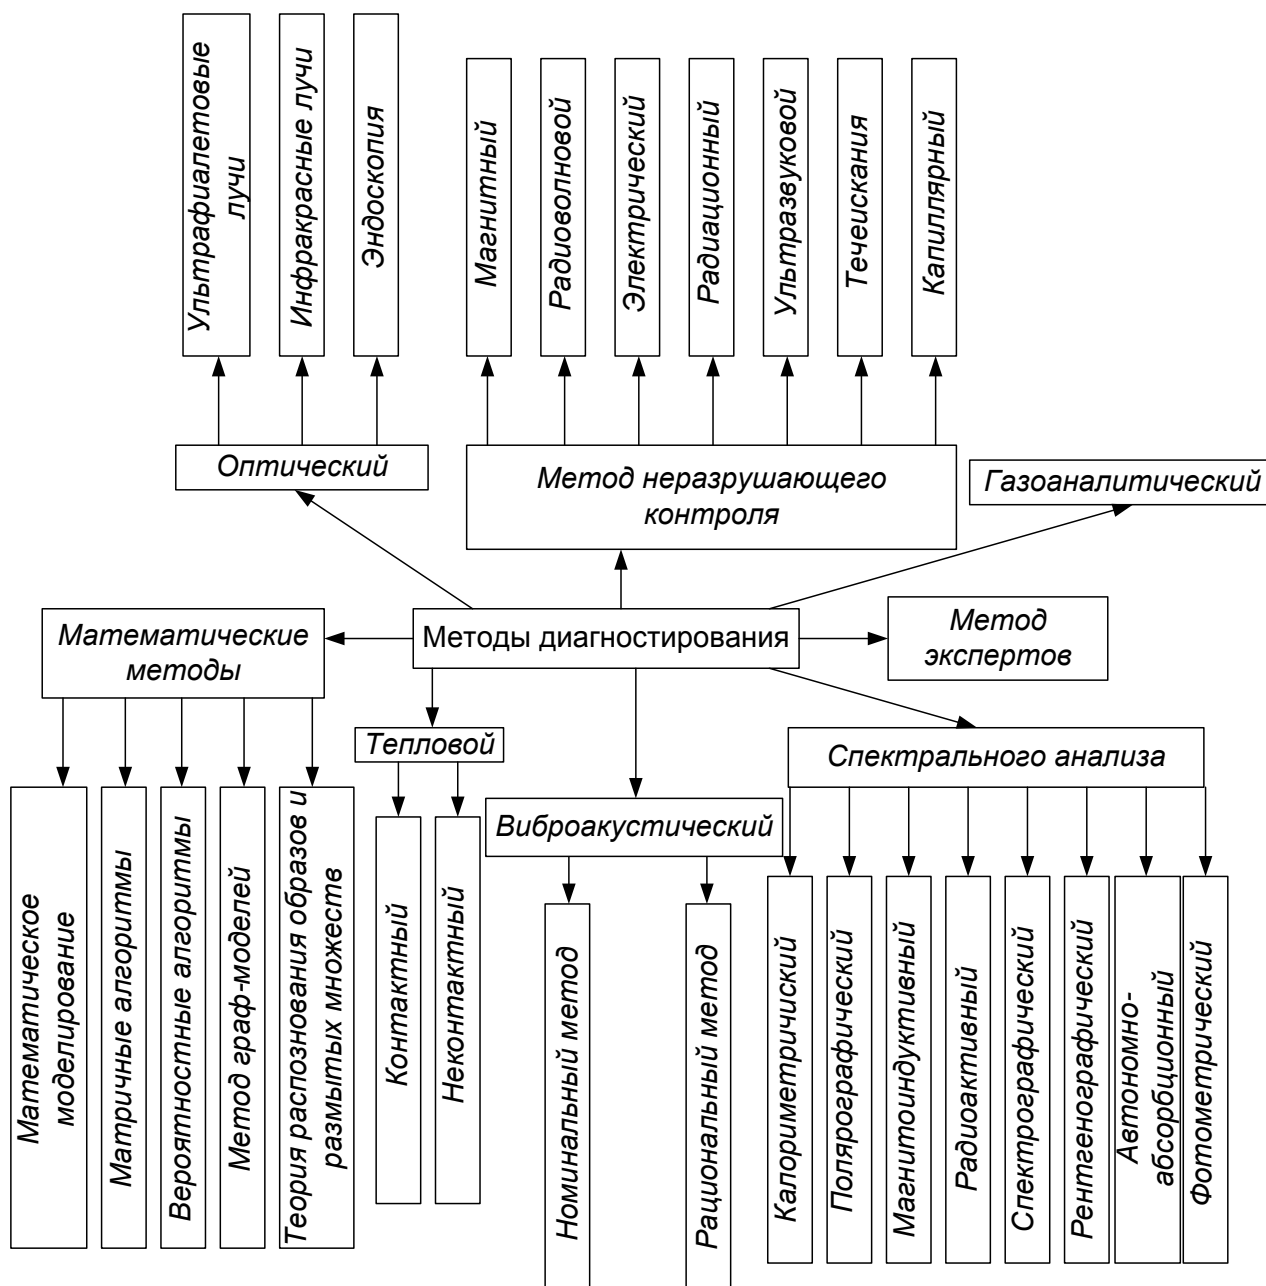 Ультрафиалетовые
лучи
Инфракрасные лучи
Эндоскопия
Магнитный
Радиоволновой
Электрический
Радиационный
Ультразвуковой
Течеискания
Капиллярный
Оптический
Метод неразрушающего
контроля
Газоаналитический
Математические
методы
Методы диагностирования
Метод
экспертов
Тепловой
Спектрального анализа
Виброакустический
Математическое
моделирование
Матричные алгоритмы
Вероятностные алгоритмы
Метод граф-моделей
Теория распознования образов и
размытых множеств
Контактный
Неконтактный
Номинальный метод
Рациональный метод
Калориметричиский
Полярографический
Магнитоиндуктивный
Радиоактивный
Спектрографический
Рентгенографический
Автономно-
абсорбционный
Фотометрический